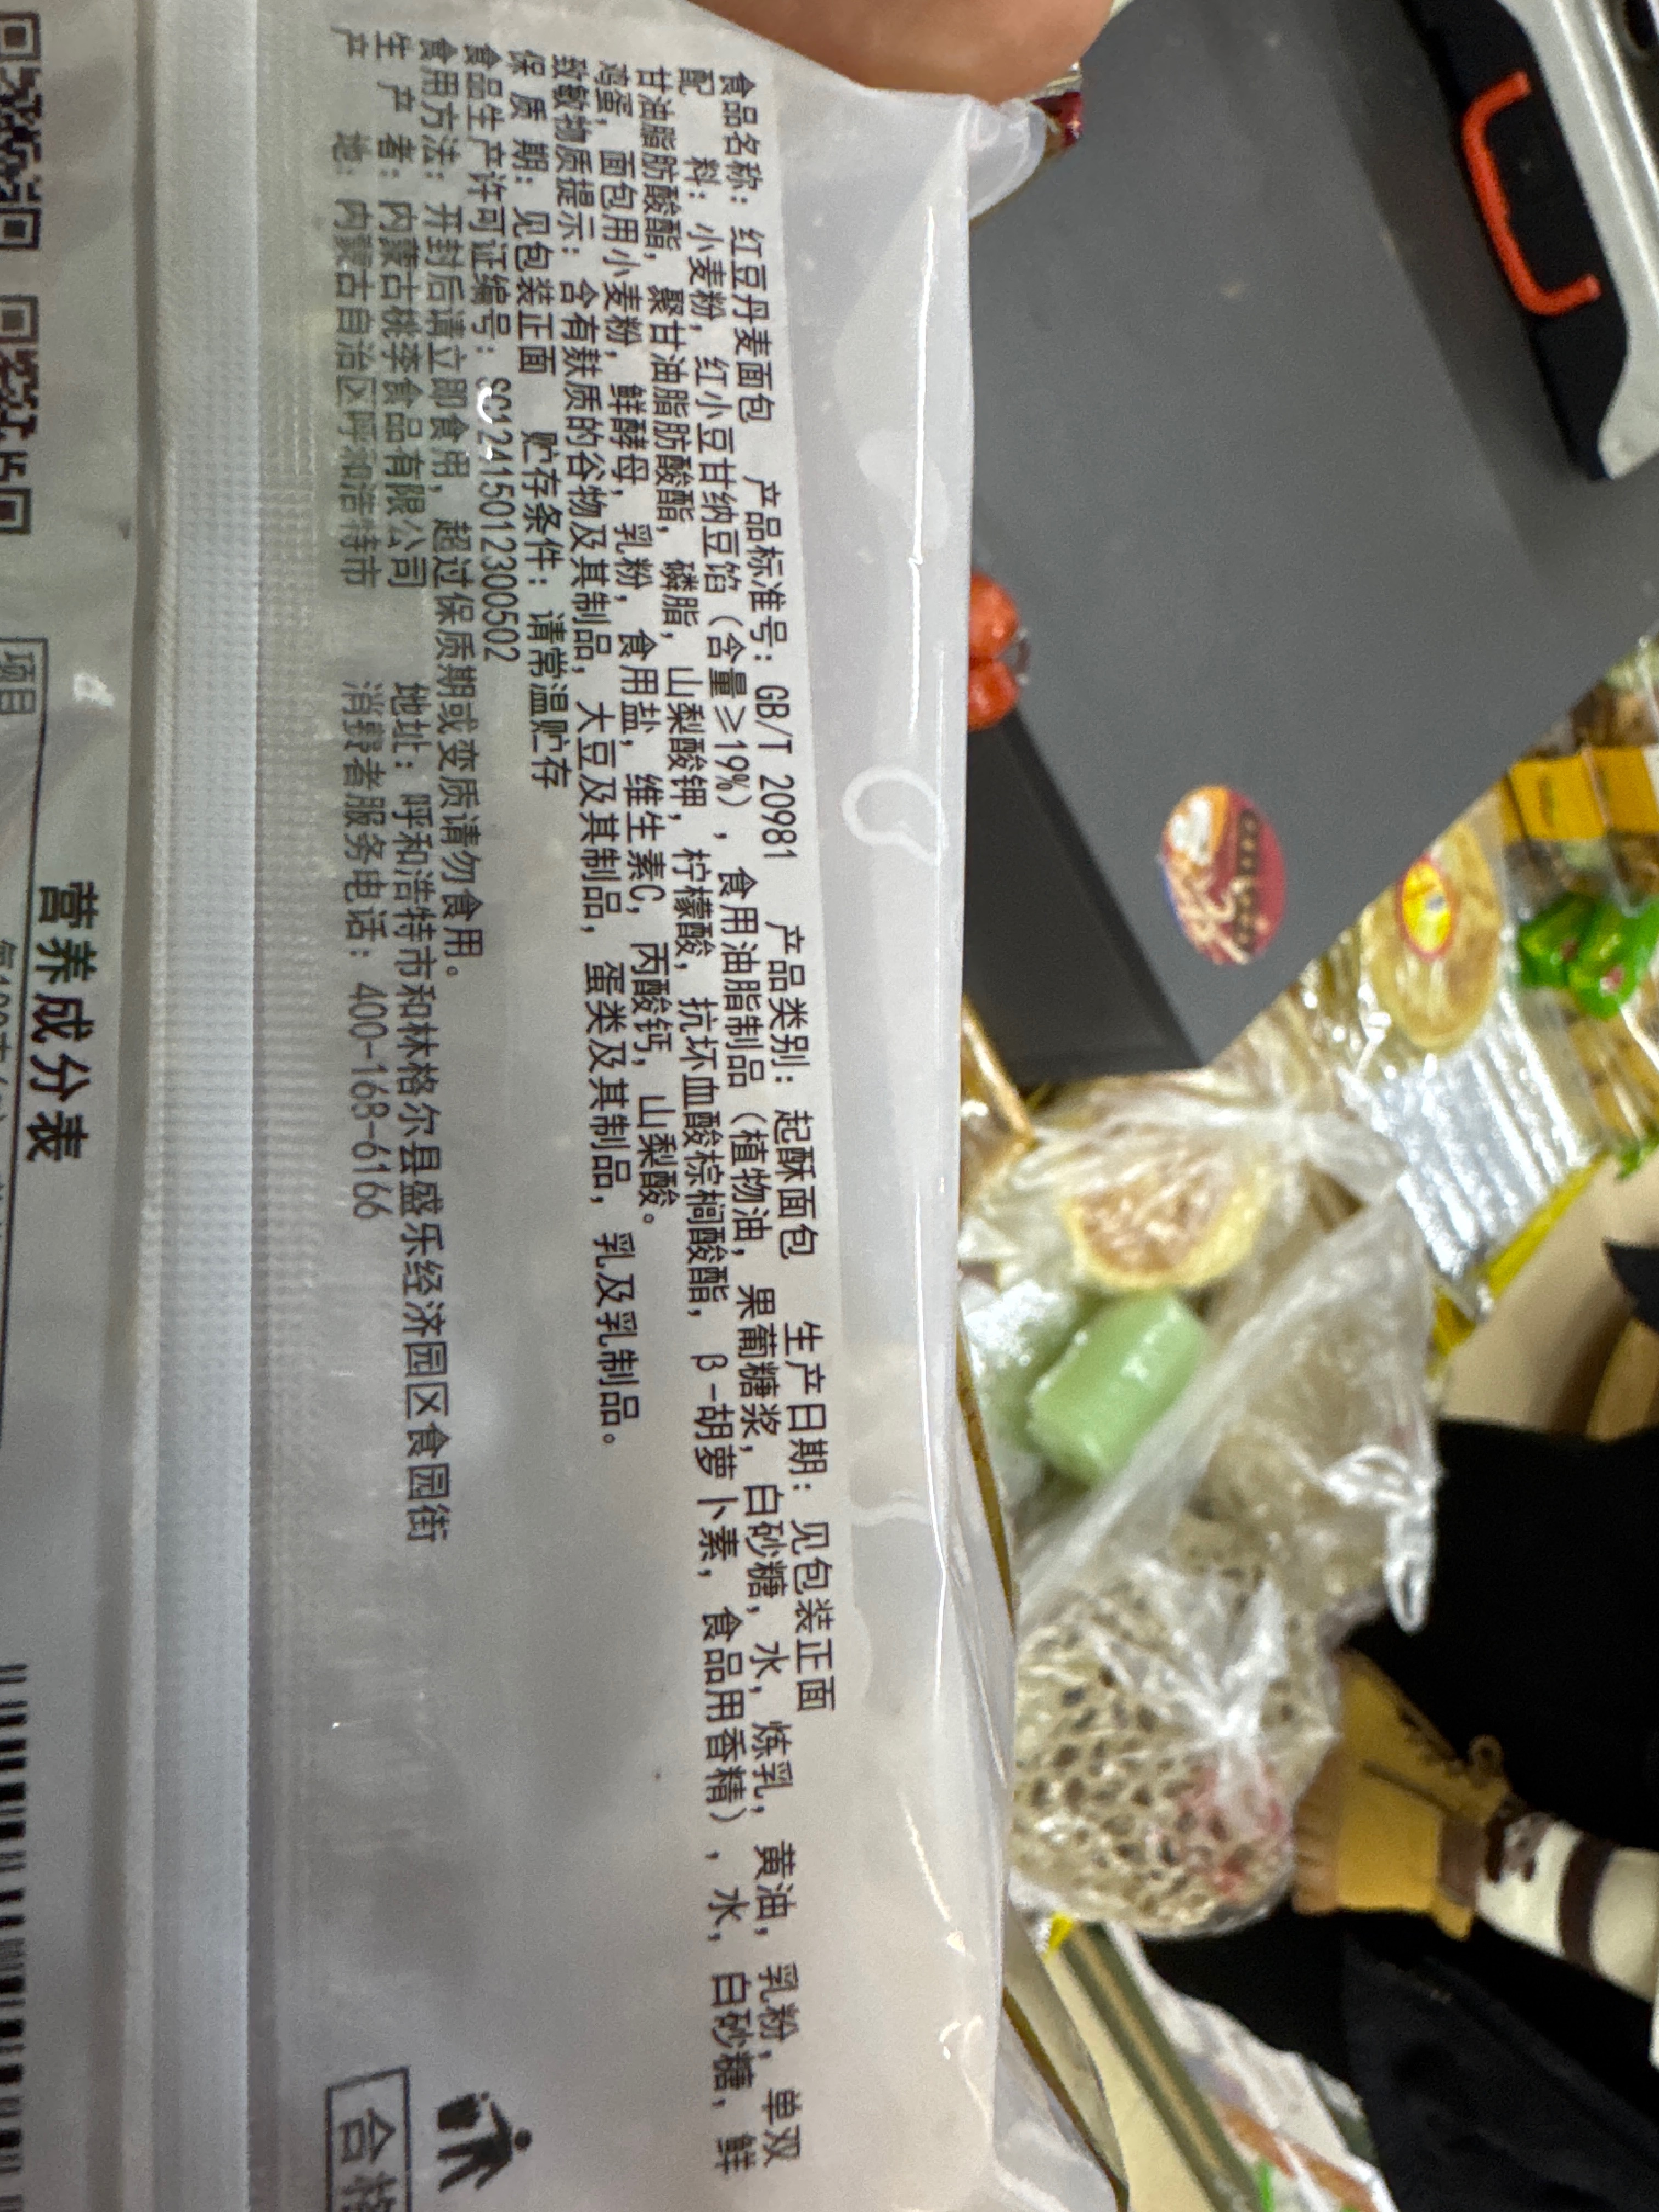 食品名称：红豆丹麦面包 产品标准号：GB/T 20981 产品类别：起酥面包 生产日期：见包装正面
配 料：小麦粉，红小豆甘纳豆馅（含量≥19%），食用油脂制品（植物油，果葡糖浆，白砂糖，水，炼乳，黄油，乳粉，单双
甘油脂肪酸酯，聚甘油脂肪酸酯，磷脂，山梨酸钾，柠檬酸，抗坏血酸棕榈酸酯，β-胡萝卜素，食品用香精），水，白砂糖，鲜
鸡蛋，面包用小麦粉，鲜酵母，乳粉，食用盐，维生素C，丙酸钙，山梨酸。
致敏物质提示：含有麸质的谷物及其制品，大豆及其制品，蛋类及其制品，乳及乳制品。
保 质 期：见包装正面 贮存条件：请常温贮存
食品生产许可证编号：SC12415012300502
食用方法：开封后请立即食用，超过保质期或变质请勿食用。
生 产 者：内蒙古桃李食品有限公司 地址：呼和浩特市和林格尔县盛乐经济园区食园街
产 地：内蒙古自治区呼和浩特市 消费者服务电话：400-168-6166
合格
营养成分表
项目